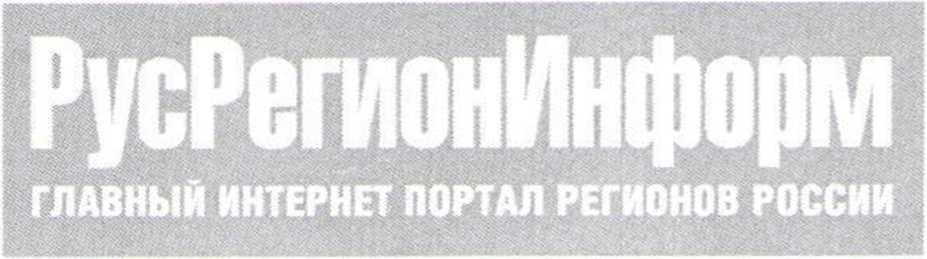 РусРегионИнформ
ГЛАВНЫЙ ИНТЕРНЕТ ПОРТАЛ РЕГИОНОВ РОССИИ